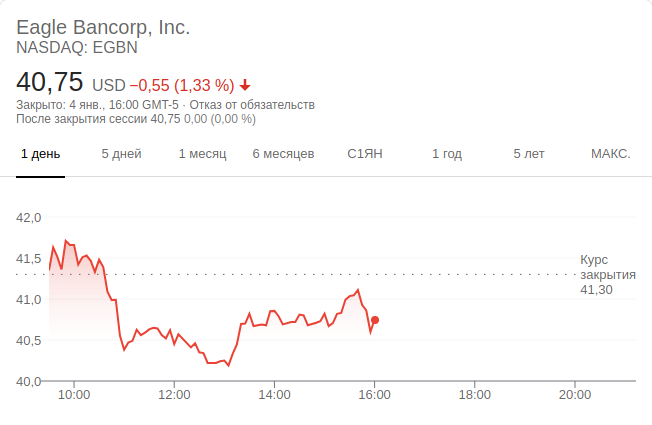 Eagle Bancorp, Inc.
NASDAQ: EGBN
40,75 USD −0,55 (1,33 %)
Закрыто: 4 янв., 16:00 GMT-5 · Отказ от обязательств
После закрытия сессии 40,75 0,00 (0,00 %)
1 день 5 дней 1 месяц 6 месяцев С1ЯН 1 год 5 лет МАКС.
42,0
41,5
41,0
40,5
40,0
Курс
закрытия
41,30
10:00 12:00 14:00 16:00 18:00 20:00